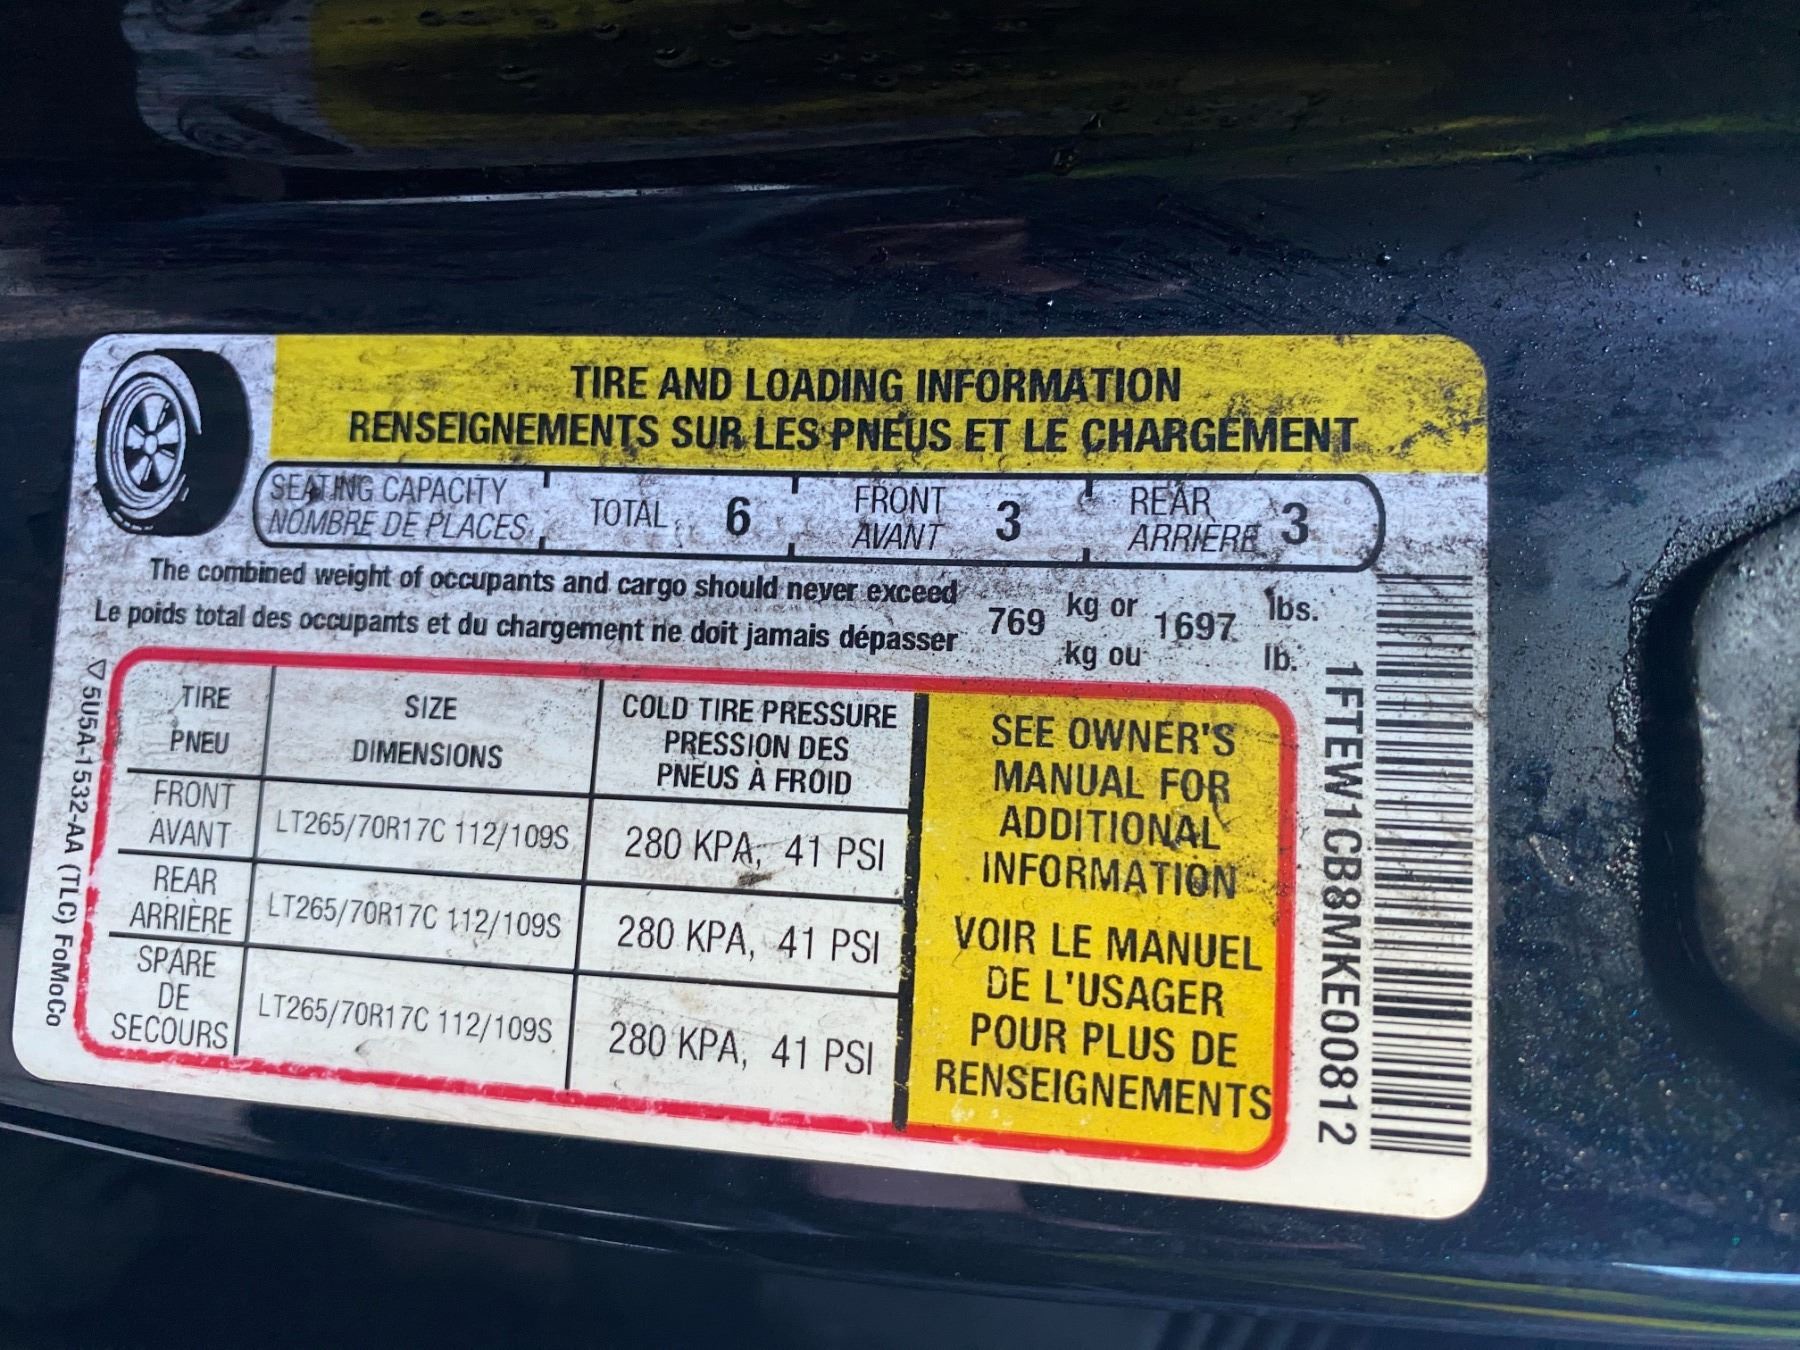 TIRE AND LOADING INFORMATION
RENSEIGNEMENTS SUR LES PNEUS ET LE CHARGEMENT
SEATING CAPACITY
NOMBRE DE PLACES
TOTAL 6
FRONT
AVANT
3
REAR
ARRIÈRE
3
The combined weight of occupants and cargo should never exceed
Le poids total des occupants et du chargement ne doit jamais dépasser
769
kg or
kg ou
1697
lbs.
lb.
TIRE
PNEU
SIZE
DIMENSIONS
COLD TIRE PRESSURE
PRESSION DES
PNEUS À FROID
FRONT
AVANT
LT265/70R17C 112/109S
280 KPA, 41 PSI
REAR
ARRIÈRE
LT265/70R17C 112/109S
280 KPA, 41 PSI
SPARE
DE
SECOURS
LT265/70R17C 112/109S
280 KPA, 41 PSI
SEE OWNER'S
MANUAL FOR
ADDITIONAL
INFORMATION
VOIR LE MANUEL
DE L'USAGER
POUR PLUS DE
RENSEIGNEMENTS
1FTEW1CB8MKE00812
▽ 5U5A-1532-AA (TLC) FoMoCo